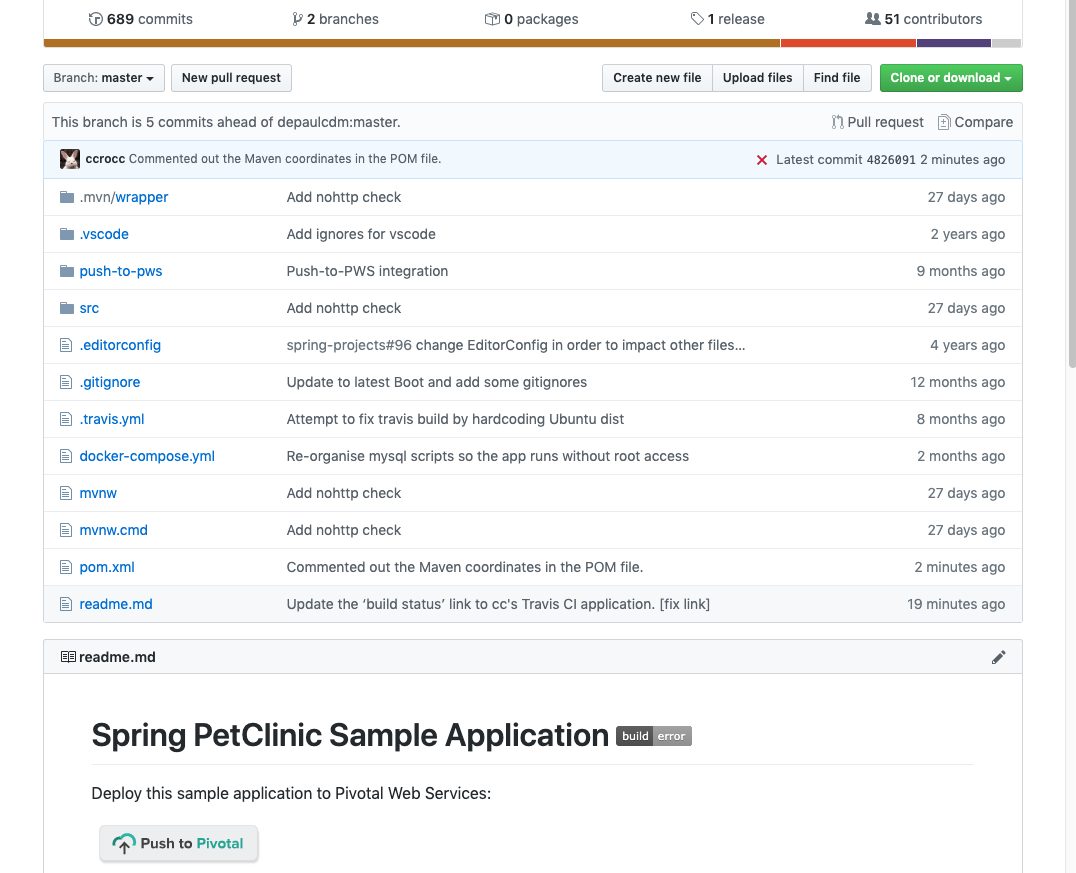 689 commits 2 branches 0 packages 1 release 51 contributors
Branch: master New pull request Create new file Upload files Find file Clone or download
This branch is 5 commits ahead of depaulcdm:master. Pull request Compare
ccrocc Commented out the Maven coordinates in the POM file. Latest commit 4826091 2 minutes ago
.mvn/wrapper Add nohttp check 27 days ago
.vscode Add ignores for vscode 2 years ago
push-to-pws Push-to-PWS integration 9 months ago
src Add nohttp check 27 days ago
.editorconfig spring-projects#96 change EditorConfig in order to impact other files... 4 years ago
.gitignore Update to latest Boot and add some gitignores 12 months ago
.travis.yml Attempt to fix travis build by hardcoding Ubuntu dist 8 months ago
docker-compose.yml Re-organise mysql scripts so the app runs without root access 2 months ago
mvnw Add nohttp check 27 days ago
mvnw.cmd Add nohttp check 27 days ago
pom.xml Commented out the Maven coordinates in the POM file. 2 minutes ago
readme.md Update the ‘build status’ link to cc's Travis CI application. [fix link] 19 minutes ago
readme.md
Spring PetClinic Sample Application build error
Deploy this sample application to Pivotal Web Services:
Push to Pivotal